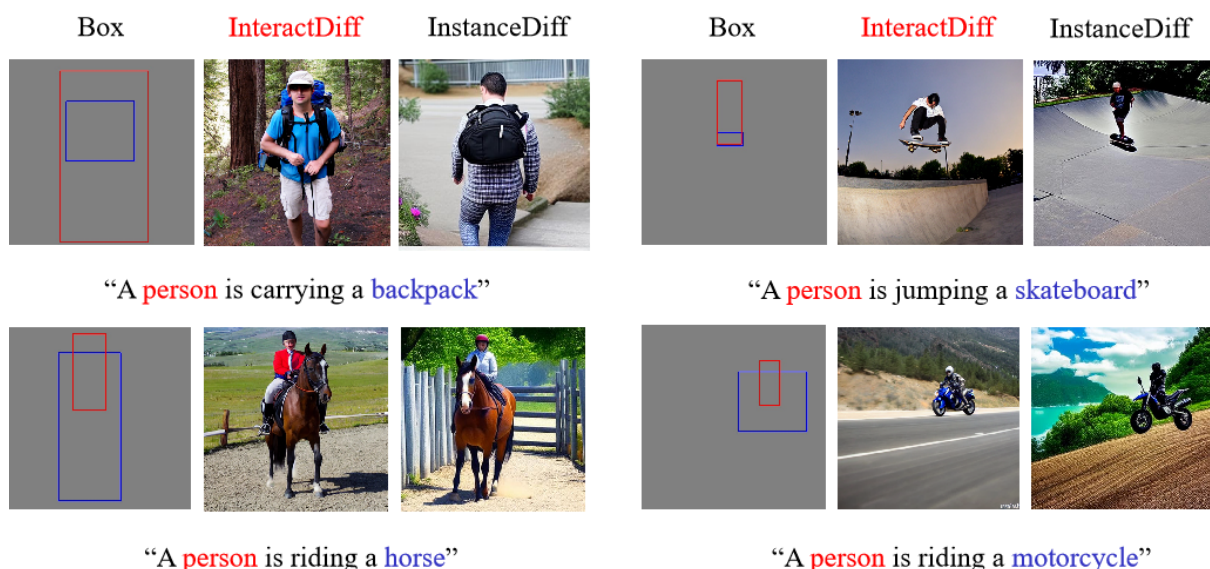 Box InteractDiff InstanceDiff Box InteractDiff InstanceDiff
“A person is carrying a backpack” “A person is jumping a skateboard”
“A person is riding a horse” “A person is riding a motorcycle”